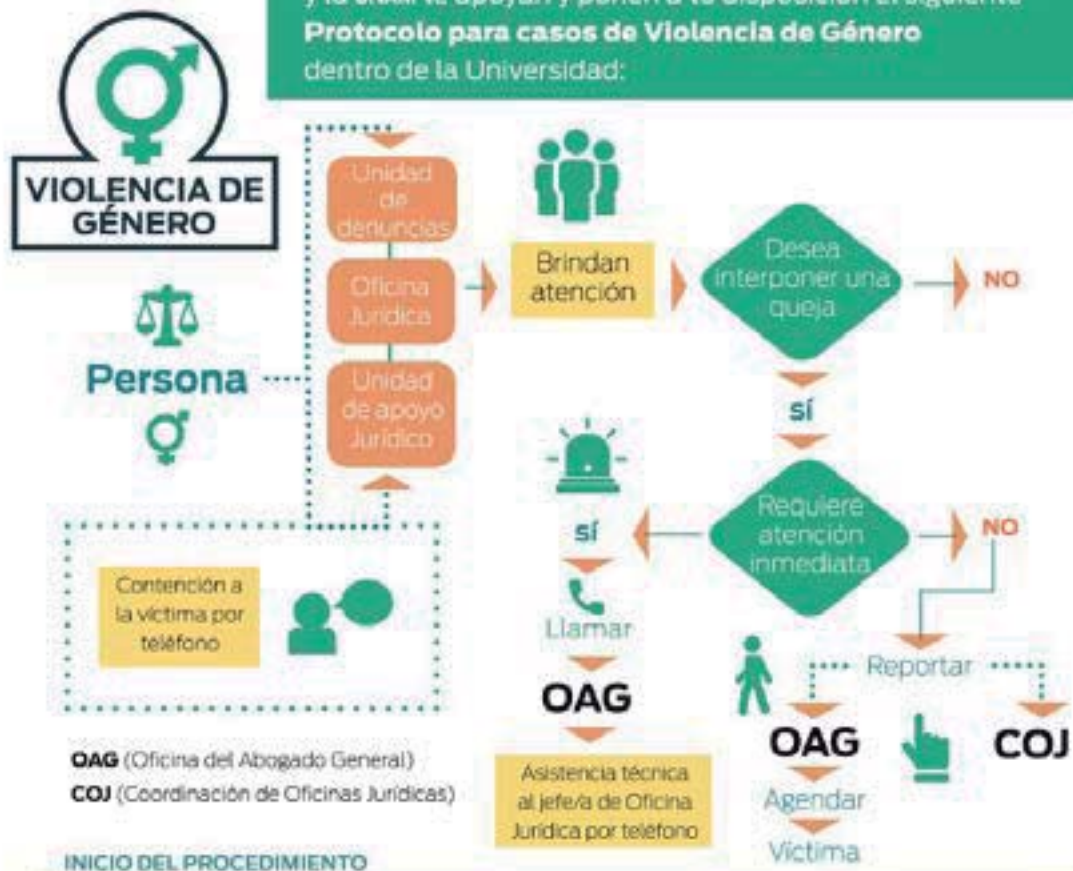 Protocolo para casos de Violencia de Género
dentro de la Universidad:
VIOLENCIA DE
GÉNERO
Persona
Unidad
de
denuncias
Oficina
Jurídica
Unidad
de apoyo
Jurídico
Brindan
atención
Desea
interponer una
queja
NO
sí
Requiere
atención
inmediata
NO
sí
Llamar
OAG
Asistencia técnica
al jefe/a de Oficina
Jurídica por teléfono
Reportar
OAG
COJ
Agendar
Víctima
Contención a
la víctima por
teléfono
OAG (Oficina del Abogado General)
COJ (Coordinación de Oficinas Jurídicas)
INICIO DEL PROCEDIMIENTO